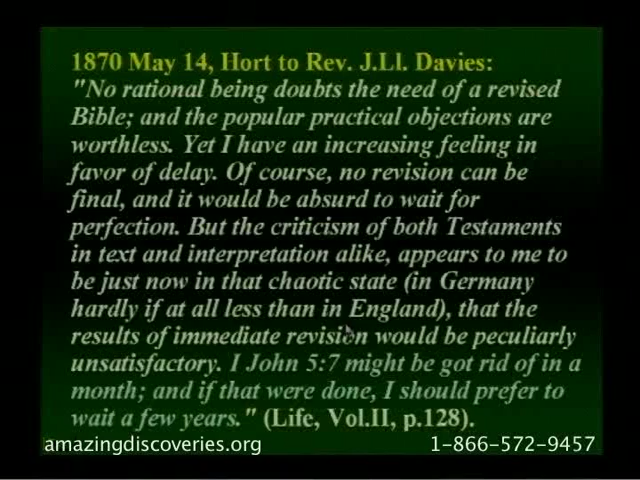 1870 May 14, Hort to Rev. J.Ll. Davies:
"No rational being doubts the need of a revised
Bible; and the popular practical objections are
worthless. Yet I have an increasing feeling in
favor of delay. Of course, no revision can be
final, and it would be absurd to wait for
perfection. But the criticism of both Testaments
in text and interpretation alike, appears to me to
be just now in that chaotic state (in Germany
hardly if at all less than in England), that the
results of immediate revision would be peculiarly
unsatisfactory. I John 5:7 might be got rid of in a
month; and if that were done, I should prefer to
wait a few years." (Life, Vol.II, p.128).
amazingdiscoveries.org 1-866-572-9457